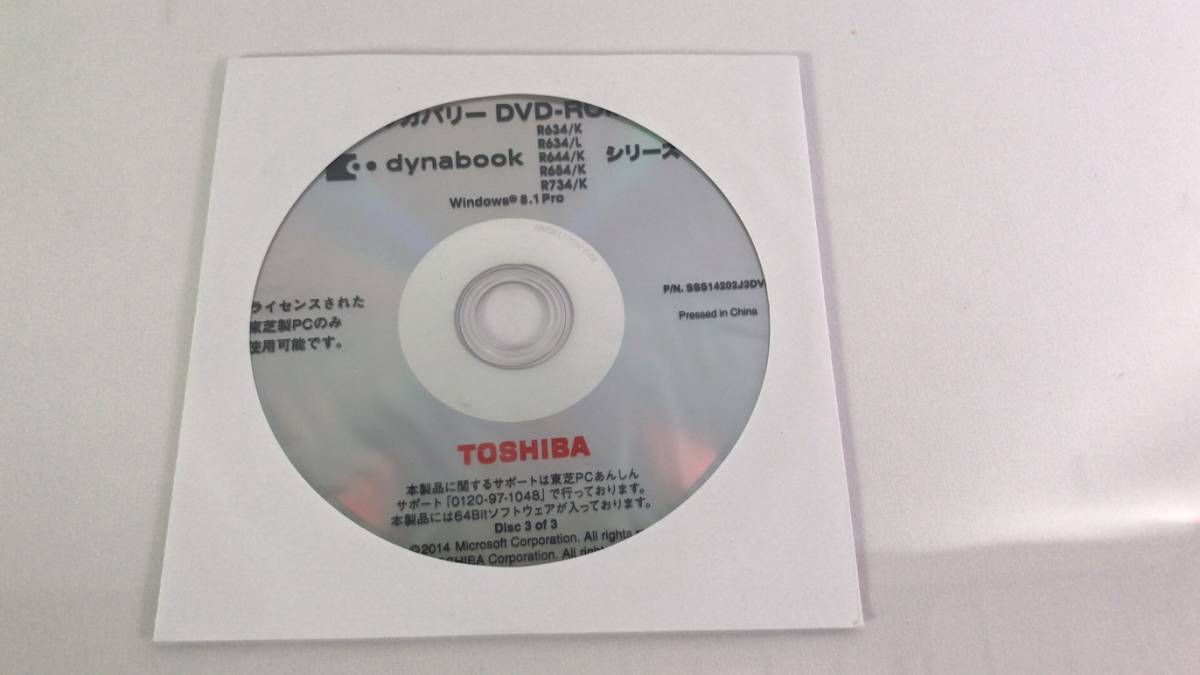 カバリー DVD-ROM
R634/K
R634/L
dynabook R644/K シリーズ
R654/K
R734/K
Windows® 8.1 Pro
P/N. SSS14202J3DV
Pressed in China
ライセンスされた
東芝製PCのみ
使用可能です。
TOSHIBA
本製品に関するサポートは東芝PCあんしん
サポート「0120-97-1048」で行っております。
本製品には64Bitソフトウェアが入っております。
Disc 3 of 3
©2014 Microsoft Corporation. All rights
TOSHIBA Corporation. All